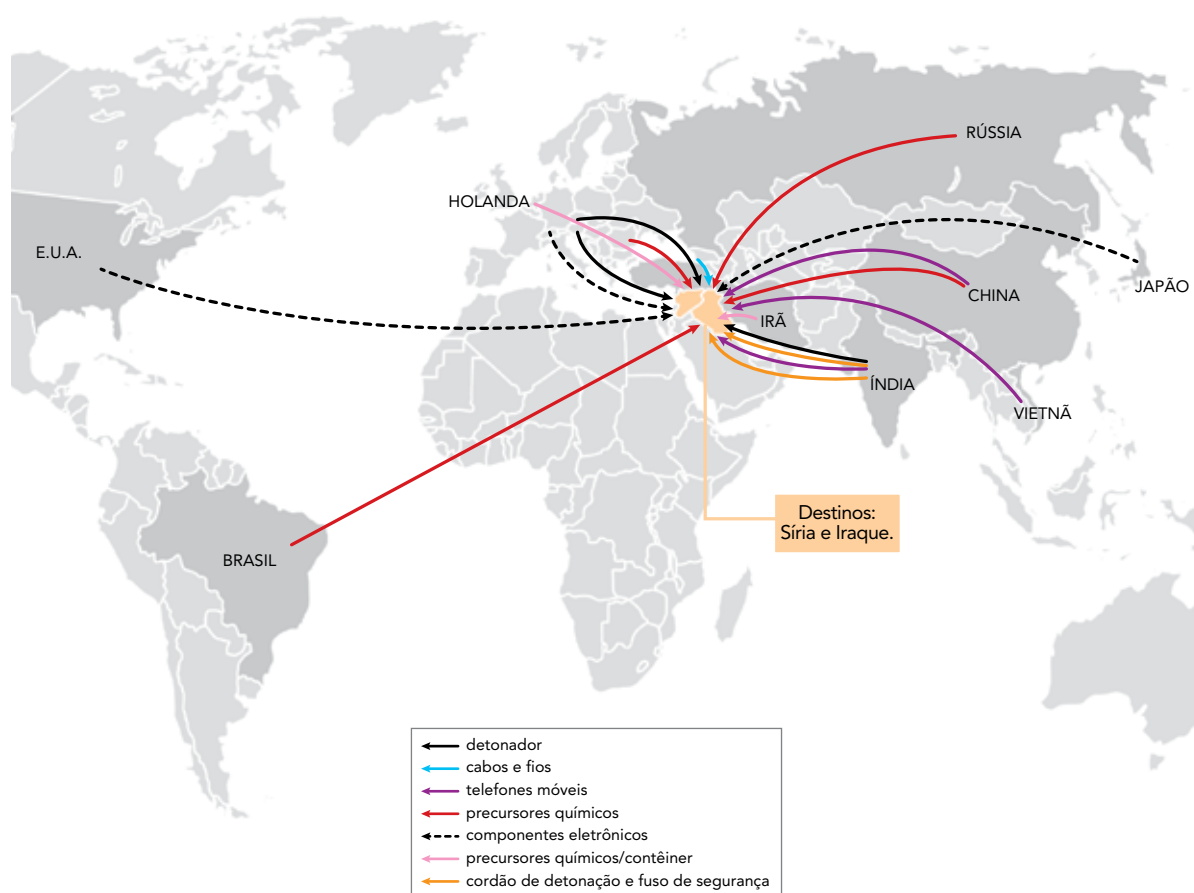 RÚSSIA
HOLANDA
E.U.A.
JAPÃO
CHINA
IRÃ
ÍNDIA
VIETNÃ
Destinos:
Síria e Iraque.
BRASIL
detonador
cabos e fios
telefones móveis
precursores químicos
componentes eletrônicos
precursores químicos/contêiner
cordão de detonação e fuso de segurança